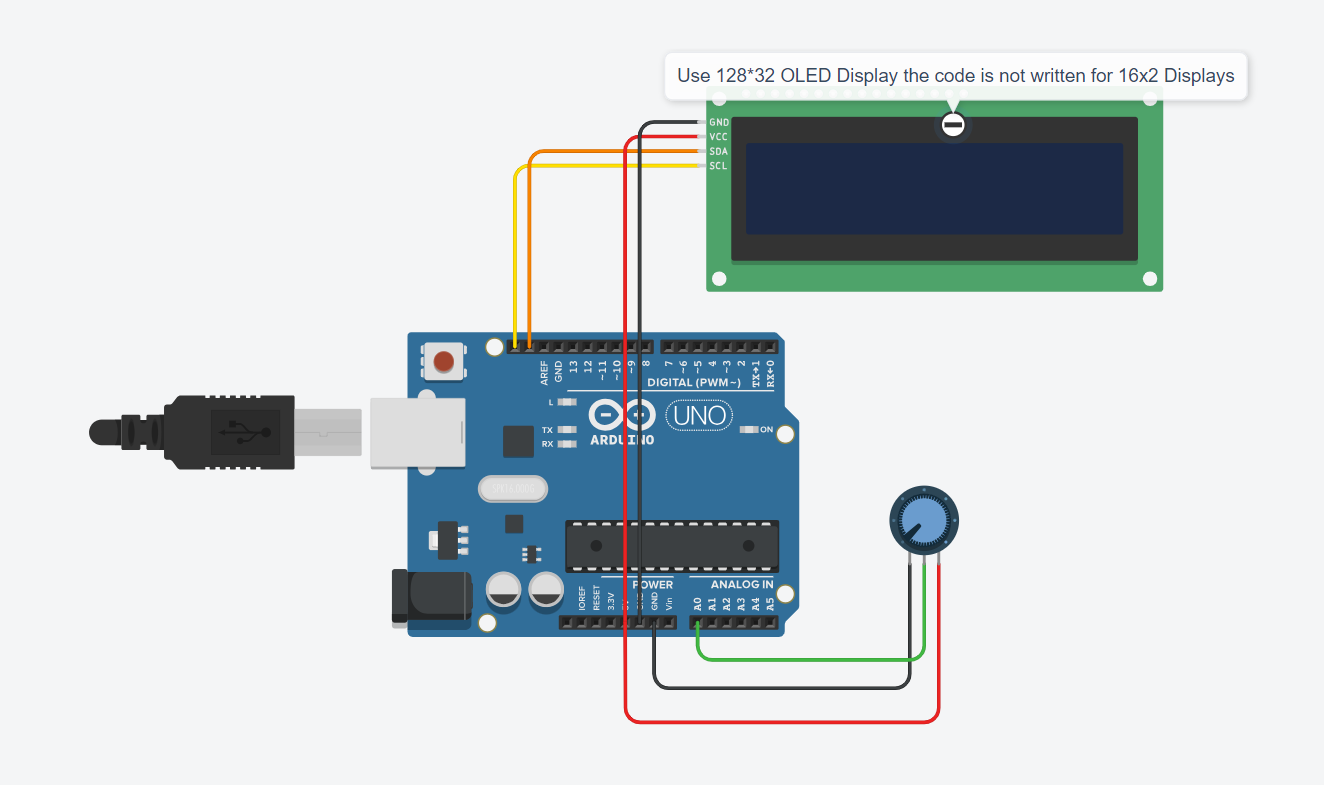 Use 128*32 OLED Display the code is not written for 16x2 Displays
GND
VCC
SDA
SCL
AREF
GND
13
12
~11
~10
~9
8
7
~6
~5
4
~3
2
TX→1
RX←0
DIGITAL (PWM~)
L
TX
RX
ARDUINO
UNO
ON
POWER
ANALOG IN
IOREF
RESET
3.3V
GND
Vin
A0
A1
A2
A3
A4
A5